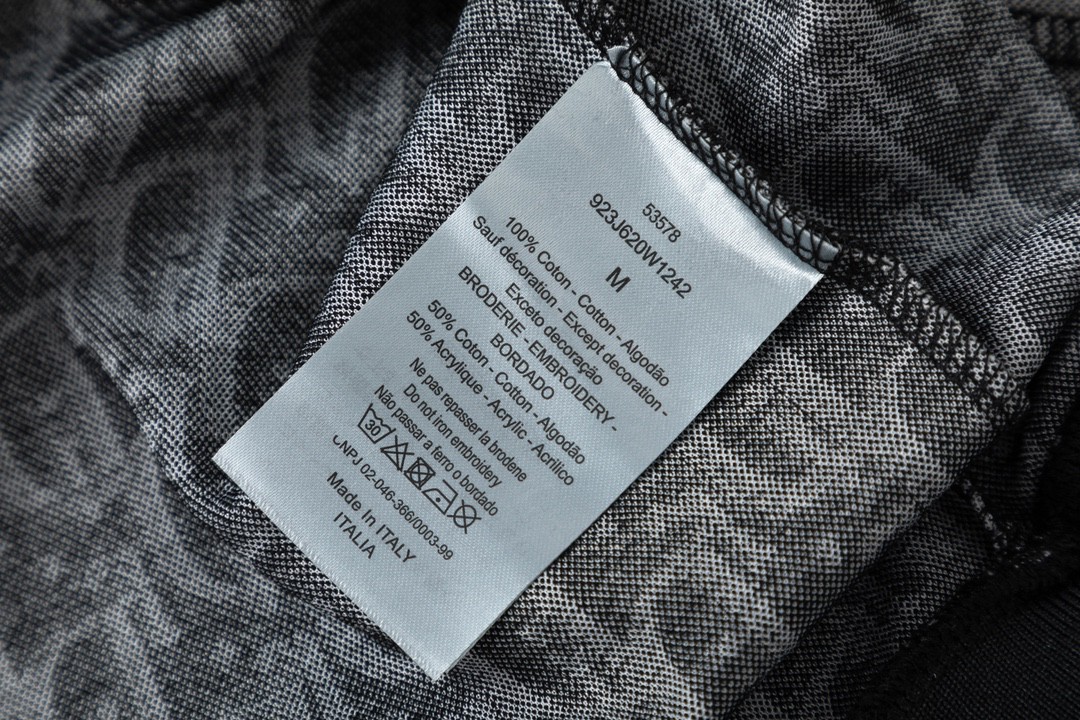 53578
923J620W1242
M
100% Coton - Cotton - Algodão
Sauf décoration - Except decoration -
Exceto decoração
BRODERIE - EMBROIDERY -
BORDADO
50% Coton - Cotton - Algodão
50% Acrylique - Acrylic - Acrilico
Ne pas repasser la broderie
Do not iron embroidery
Não passar a ferro o bordado
30
CNPJ 02-046-366/0003-99
Made In ITALY
ITALIA